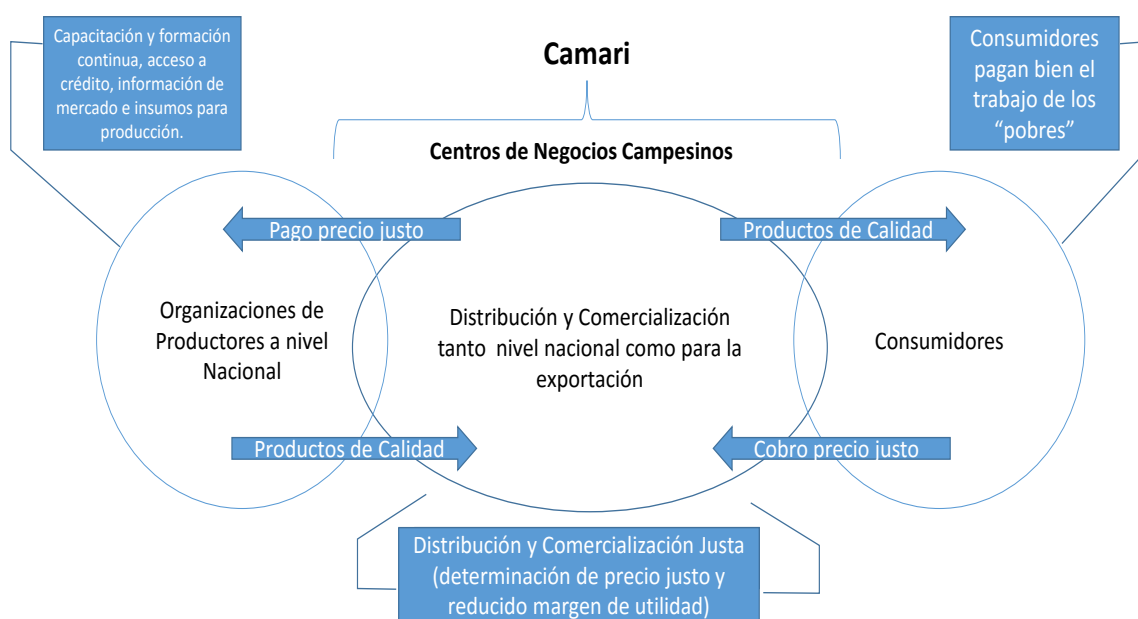 Capacitación y formación
continua, acceso a
crédito, información de
mercado e insumos para
producción.
Camari
Consumidores
pagan bien el
trabajo de los
“pobres”
Centros de Negocios Campesinos
Pago precio justo
Productos de Calidad
Organizaciones de
Productores a nivel
Nacional
Distribución y Comercialización
tanto nivel nacional como para la
exportación
Consumidores
Productos de Calidad
Cobro precio justo
Distribución y Comercialización Justa
(determinación de precio justo y
reducido margen de utilidad)